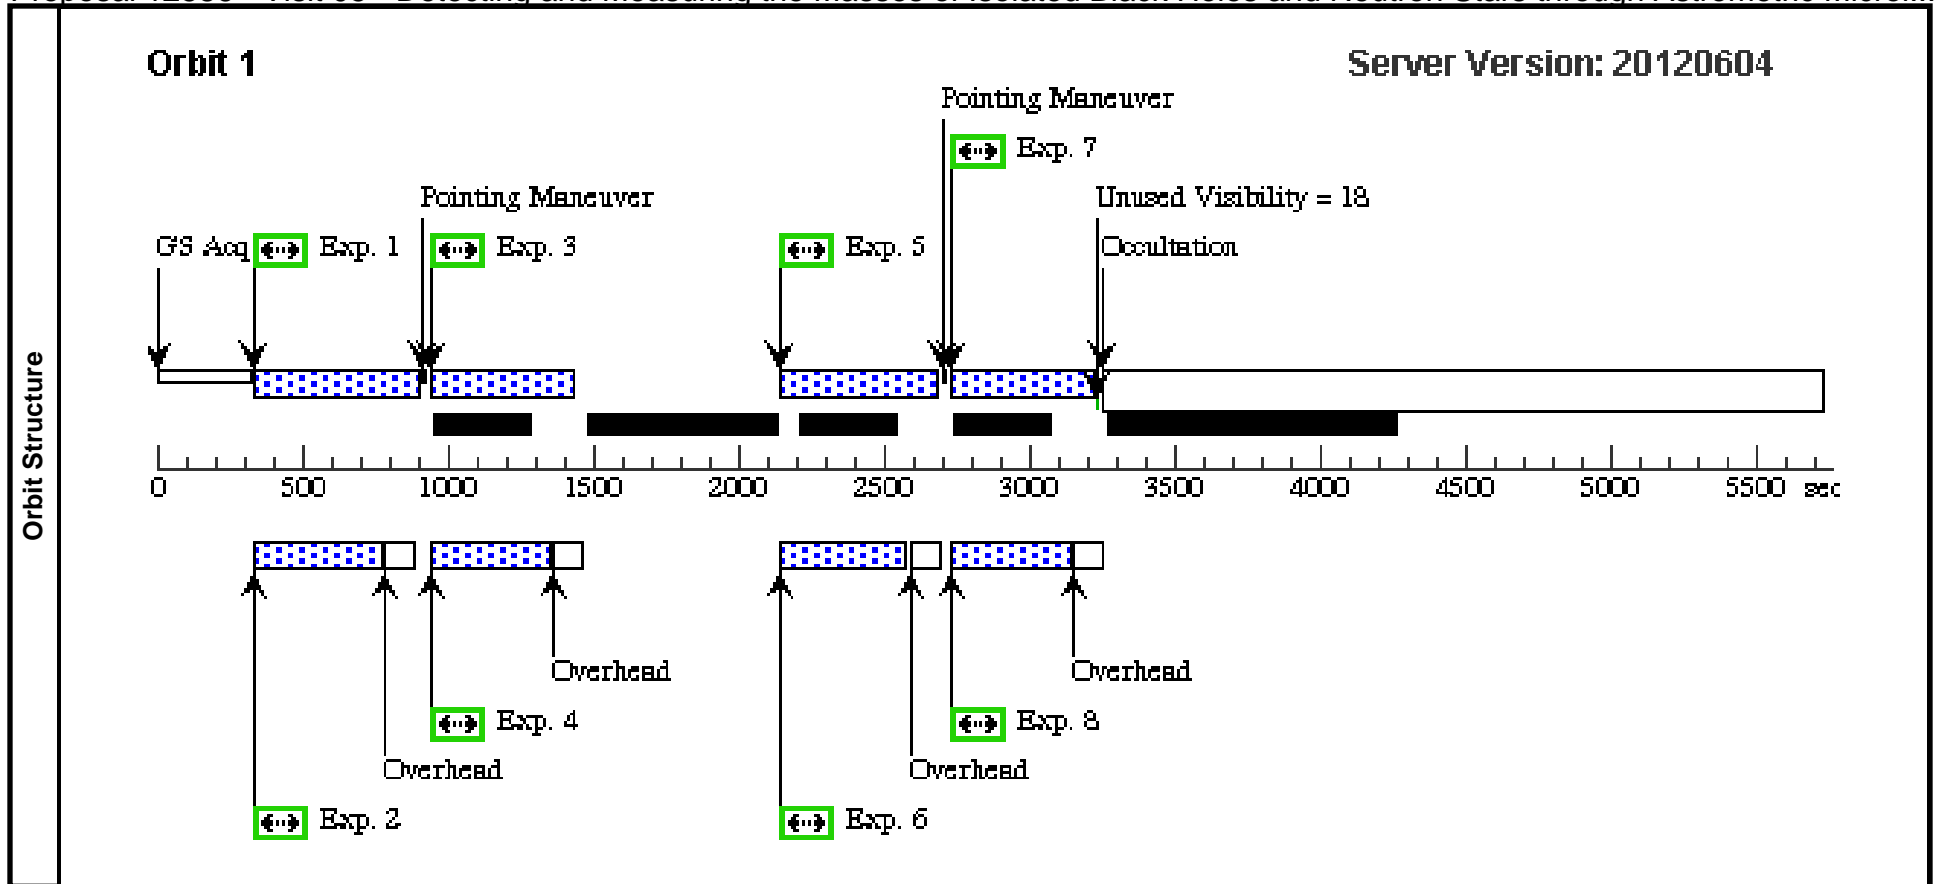 Orbit 1
Server Version: 20120604
Pointing Maneuver
Exp. 7
Pointing Maneuver
Unused Visibility = 18
GS Acq
Exp. 1
Exp. 3
Exp. 5
Occultation
Orbit Structure
0 500 1000 1500 2000 2500 3000 3500 4000 4500 5000 5500 sec
Overhead
Overhead
Exp. 4
Exp. 8
Overhead
Overhead
Exp. 2
Exp. 6